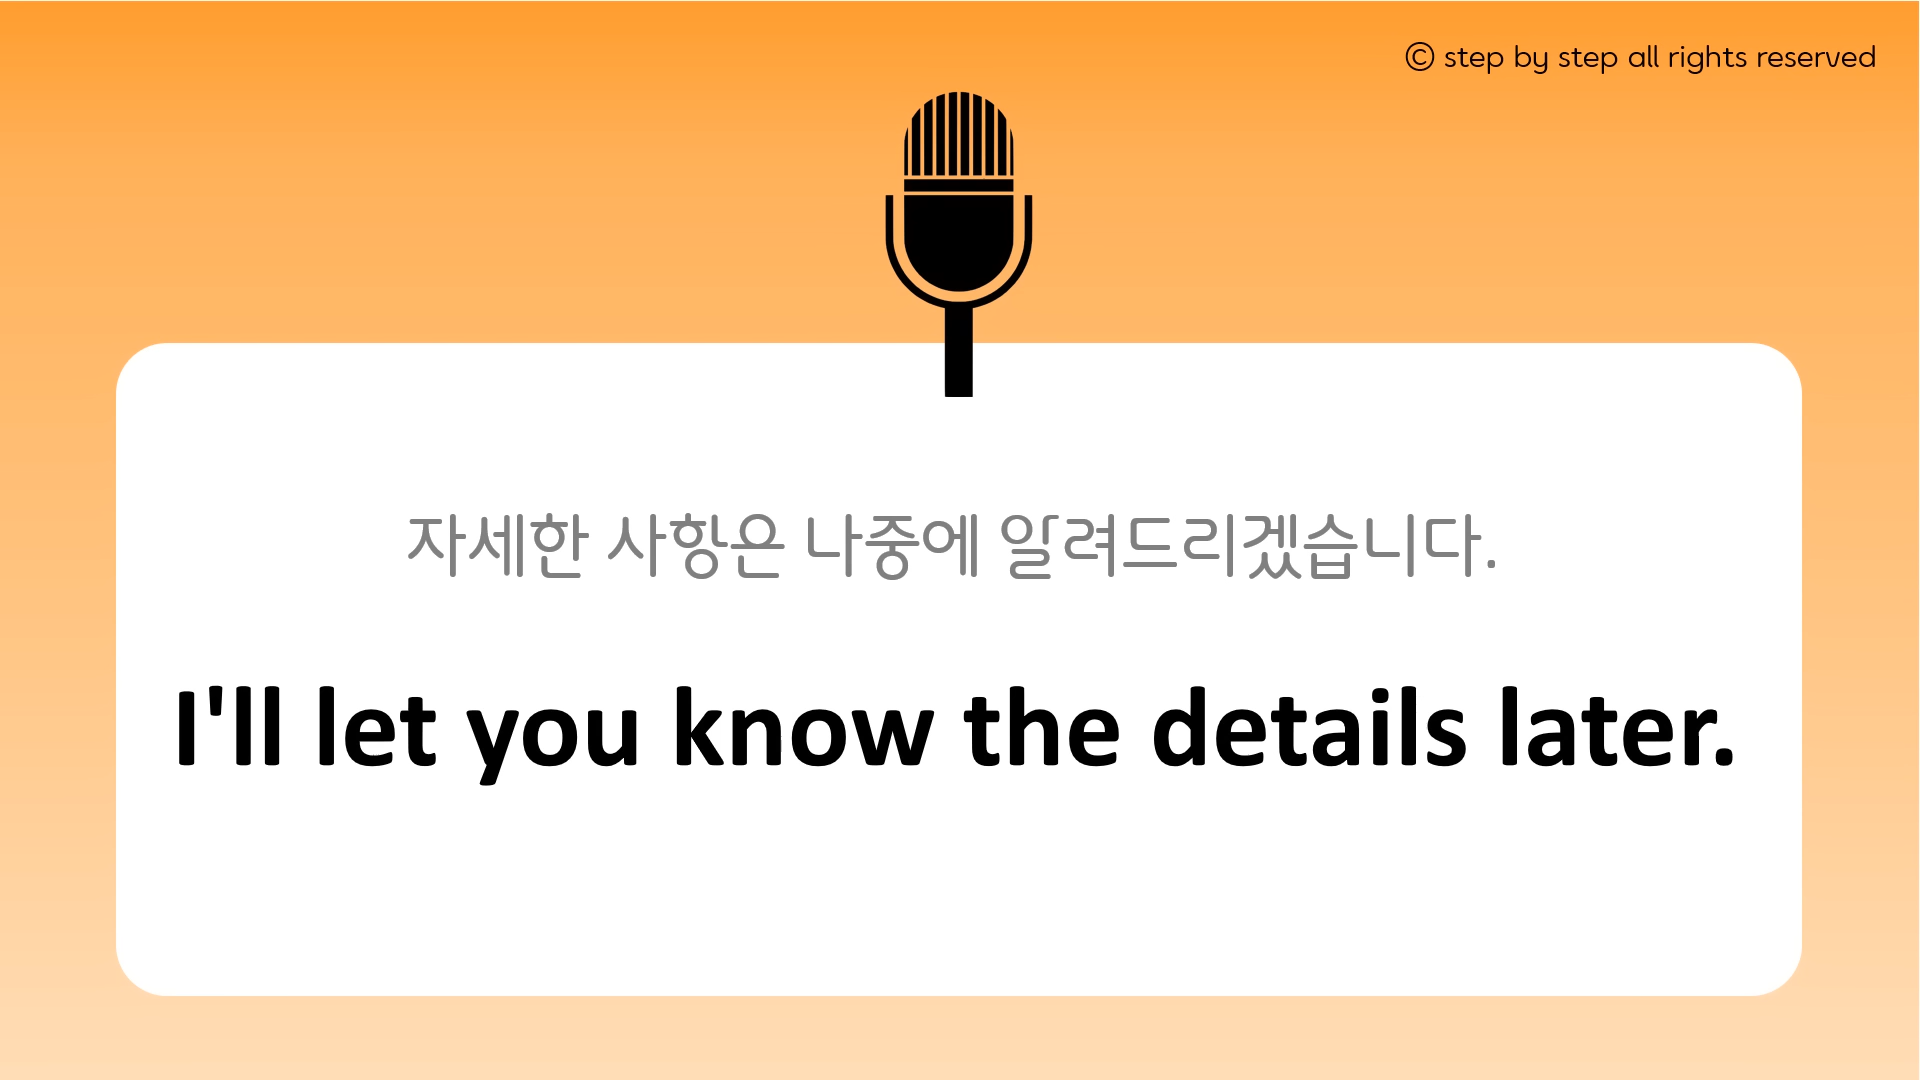 © step by step all rights reserved
자세한 사항은 나중에 알려드리겠습니다.
I'll let you know the details later.